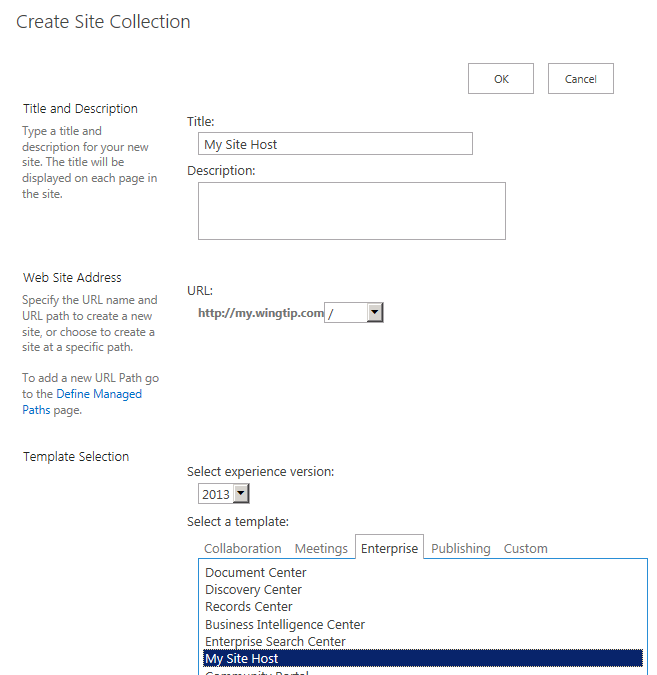 Create Site Collection
OK
Cancel
Title and Description
Type a title and
description for your new
site. The title will be
displayed on each page in
the site.
Title:
My Site Host
Description:
Web Site Address
Specify the URL name and
URL path to create a new
site, or choose to create a
site at a specific path.
To add a new URL Path go
to the Define Managed
Paths page.
URL:
http://my.wingtip.com /
Template Selection
Select experience version:
2013
Select a template:
Collaboration Meetings Enterprise Publishing Custom
Document Center
Discovery Center
Records Center
Business Intelligence Center
Enterprise Search Center
My Site Host
Community Portal